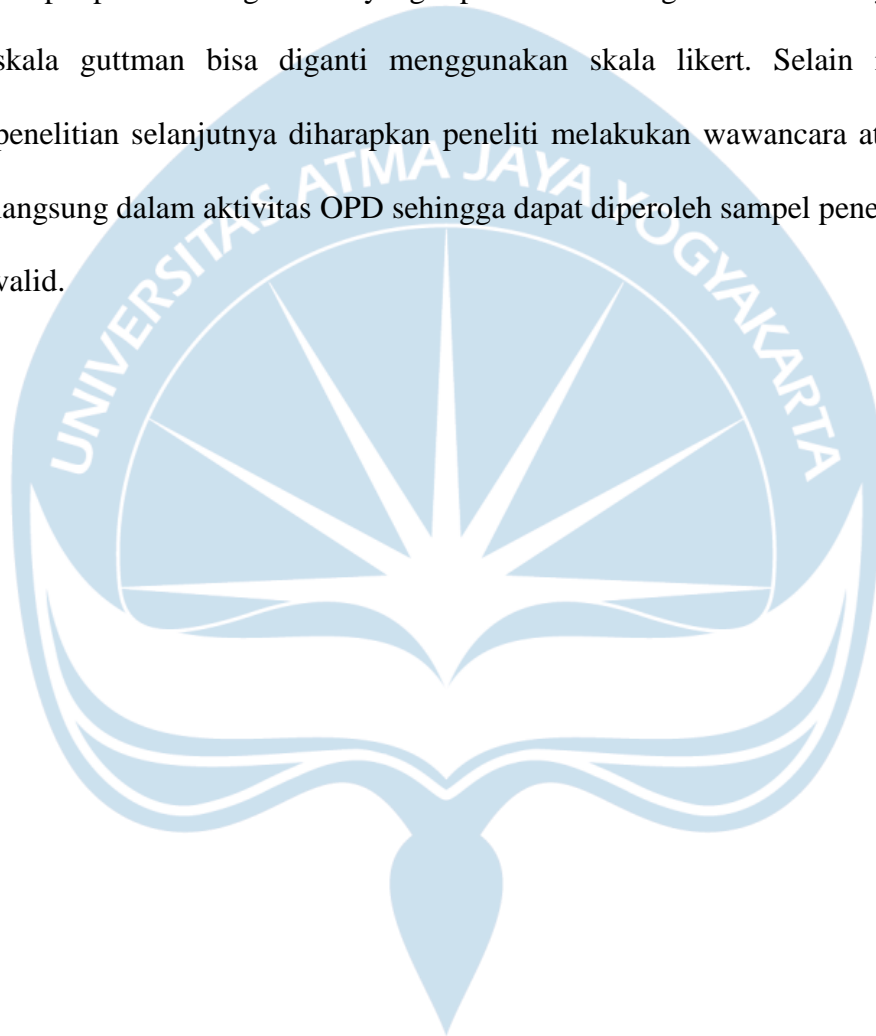 skala guttman bisa diganti menggunakan skala likert. Selain
penelitian selanjutnya diharapkan peneliti melakukan wawancara
langsung dalam aktivitas OPD sehingga dapat diperoleh sampel
valid.
UNIVERSITAS ATMA JAYA YOGYAKARTA